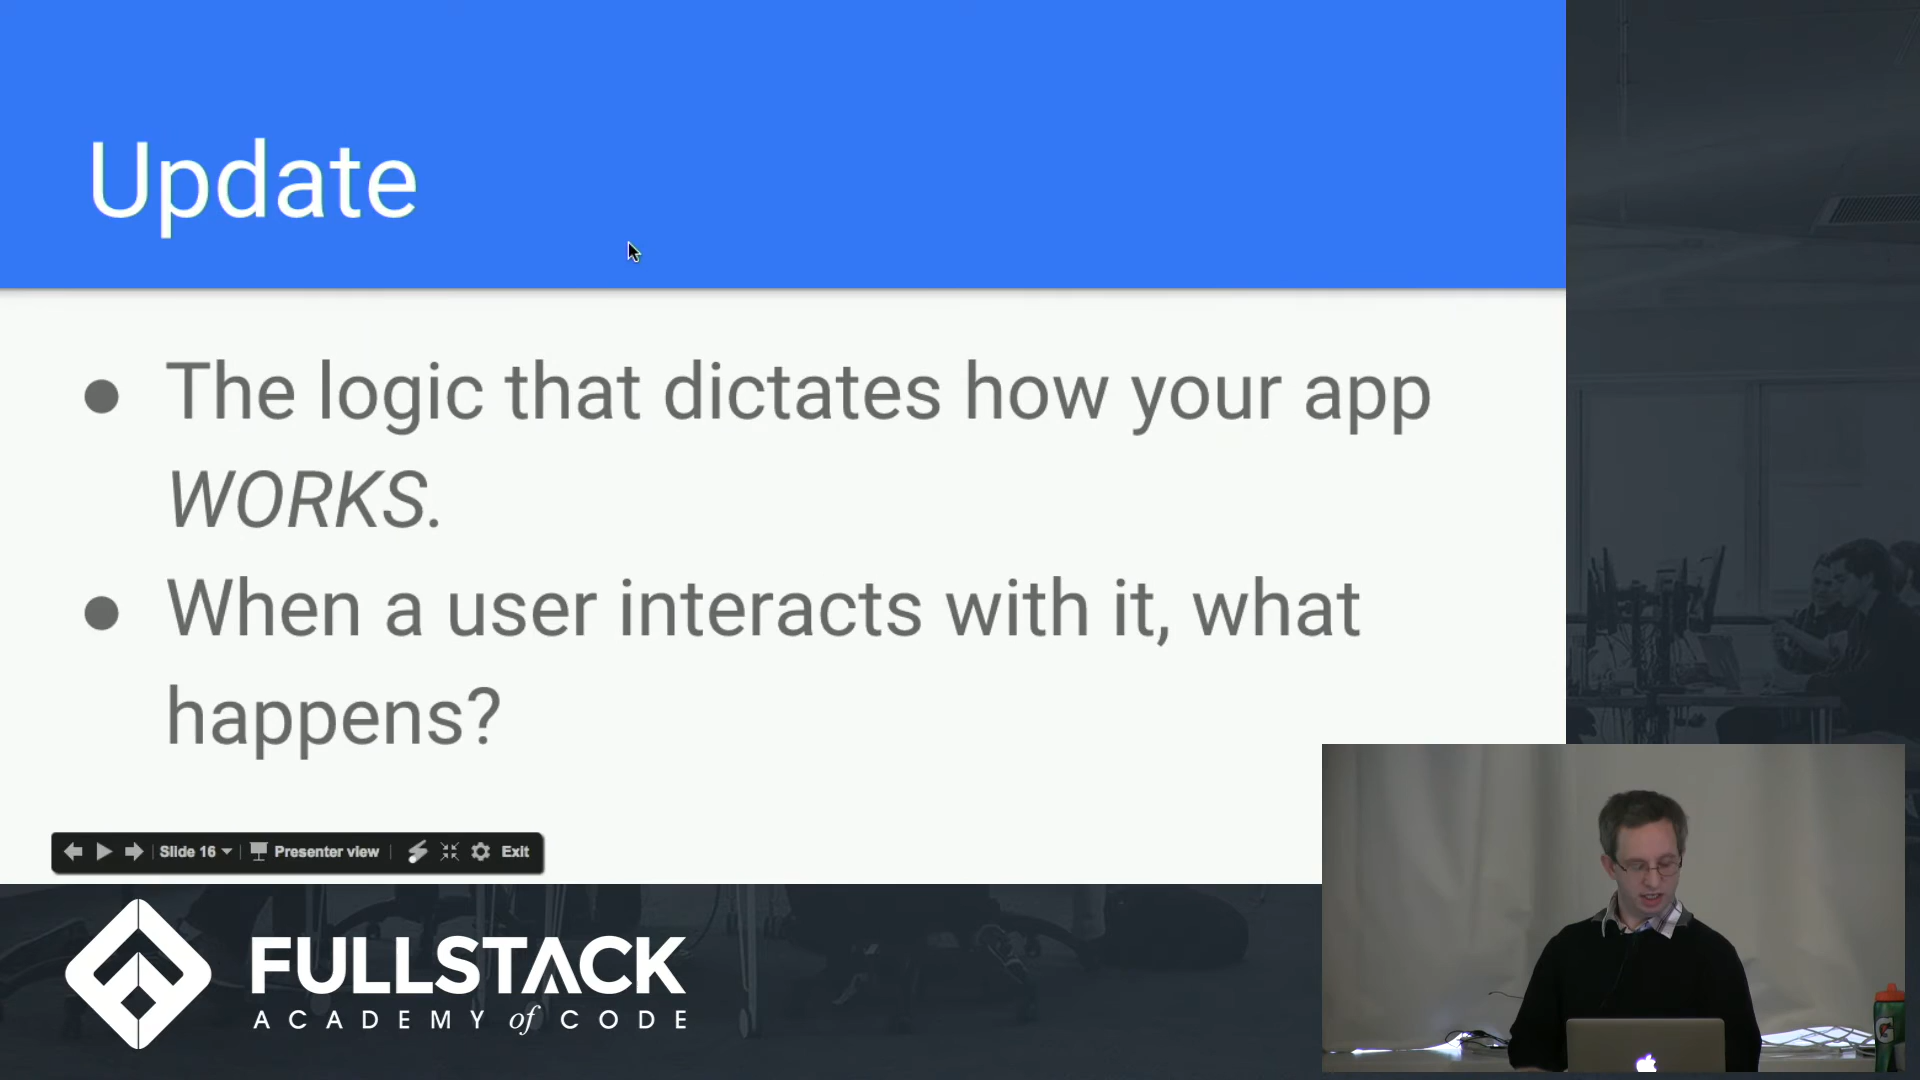 Update
● The logic that dictates how your app
WORKS.
● When a user interacts with it, what
happens?
Slide 16
Presenter view
Exit
FULLSTACK
ACADEMY of CODE
G